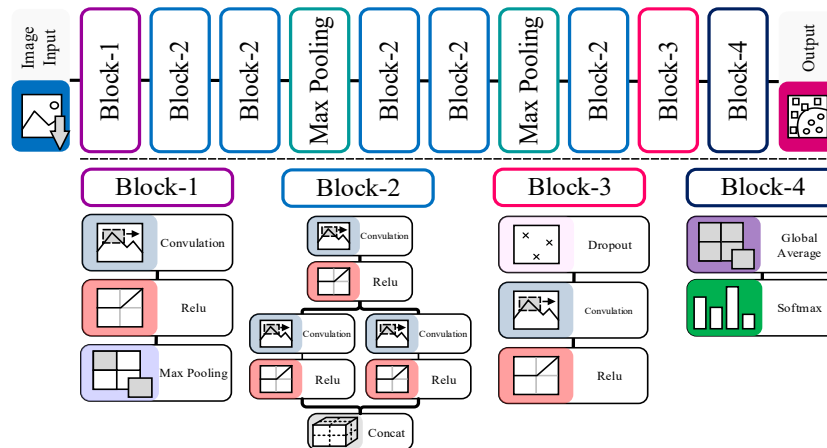 Image
Input
Block-1
Block-2
Block-2
Max Pooling
Block-2
Block-2
Max Pooling
Block-2
Block-3
Block-4
Output
Block-1
Convulation
Relu
Max Pooling
Block-2
Convulation
Relu
Convulation
Convulation
Relu
Relu
Concat
Block-3
Dropout
Convulation
Relu
Block-4
Global
Average
Softmax